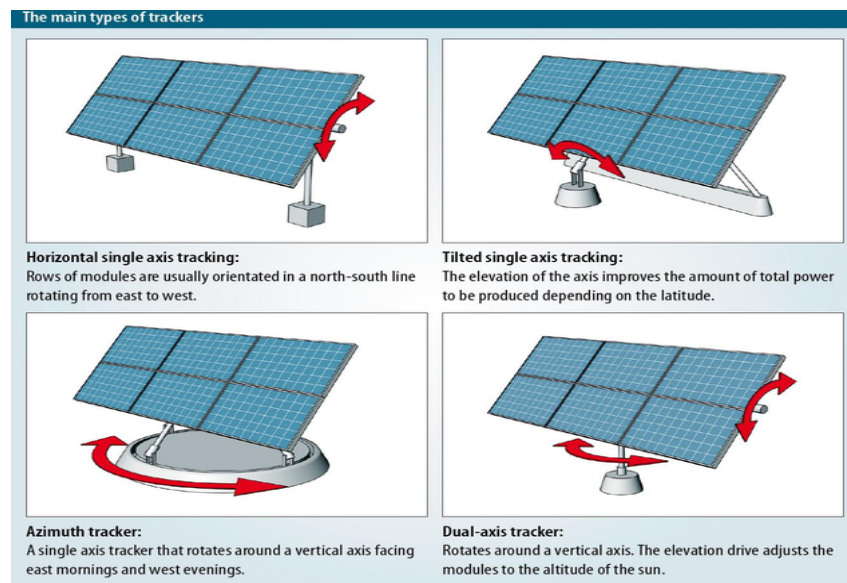 The main types of trackers
Horizontal single axis tracking:
Rows of modules are usually orientated in a north-south line
rotating from east to west.
Tilted single axis tracking:
The elevation of the axis improves the amount of total power
to be produced depending on the latitude.
Azimuth tracker:
A single axis tracker that rotates around a vertical axis facing
east mornings and west evenings.
Dual-axis tracker:
Rotates around a vertical axis. The elevation drive adjusts the
modules to the altitude of the sun.